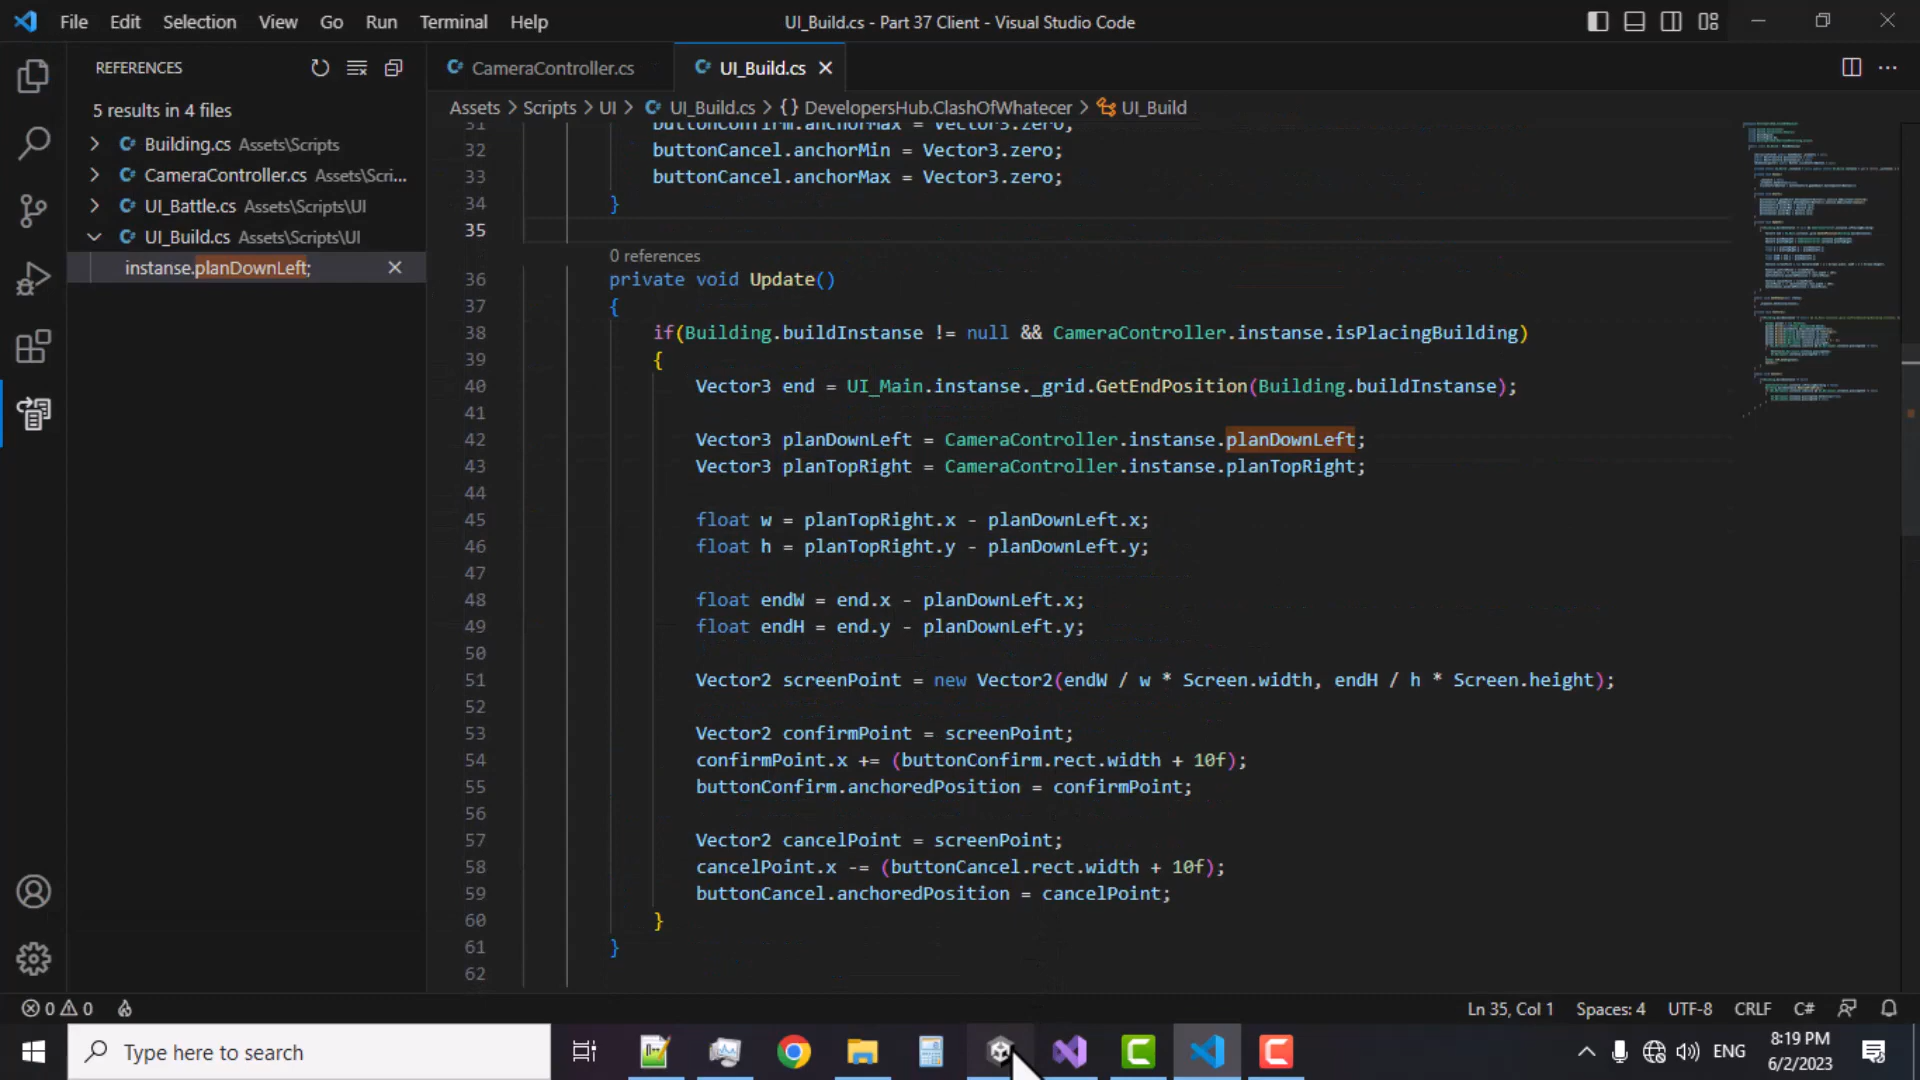 File Edit Selection View Go Run Terminal Help
UI_Build.cs - Part 37 Client - Visual Studio Code
REFERENCES
5 results in 4 files
Building.cs Assets\Scripts
CameraController.cs Assets\Scri...
UI_Battle.cs Assets\Scripts\UI
UI_Build.cs Assets\Scripts\UI
instanse.planDownLeft;
CameraController.cs
UI_Build.cs
Assets > Scripts > UI > UI_Build.cs > {} DevelopersHub.ClashOfWhatecer > UI_Build
31 buttonConfirm.anchorMax = Vector3.zero;
32 buttonCancel.anchorMin = Vector3.zero;
33 buttonCancel.anchorMax = Vector3.zero;
34 }
35
0 references
36 private void Update()
37 {
38 if(Building.buildInstanse != null && CameraController.instanse.isPlacingBuilding)
39 {
40 Vector3 end = UI_Main.instanse._grid.GetEndPosition(Building.buildInstanse);
41
42 Vector3 planDownLeft = CameraController.instanse.planDownLeft;
43 Vector3 planTopRight = CameraController.instanse.planTopRight;
44
45 float w = planTopRight.x - planDownLeft.x;
46 float h = planTopRight.y - planDownLeft.y;
47
48 float endW = end.x - planDownLeft.x;
49 float endH = end.y - planDownLeft.y;
50
51 Vector2 screenPoint = new Vector2(endW / w * Screen.width, endH / h * Screen.height);
52
53 Vector2 confirmPoint = screenPoint;
54 confirmPoint.x += (buttonConfirm.rect.width + 10f);
55 buttonConfirm.anchoredPosition = confirmPoint;
56
57 Vector2 cancelPoint = screenPoint;
58 cancelPoint.x -= (buttonCancel.rect.width + 10f);
59 buttonCancel.anchoredPosition = cancelPoint;
60 }
61 }
62
0 0
Ln 35, Col 1 Spaces: 4 UTF-8 CRLF C#
Type here to search
ENG
8:19 PM
6/2/2023